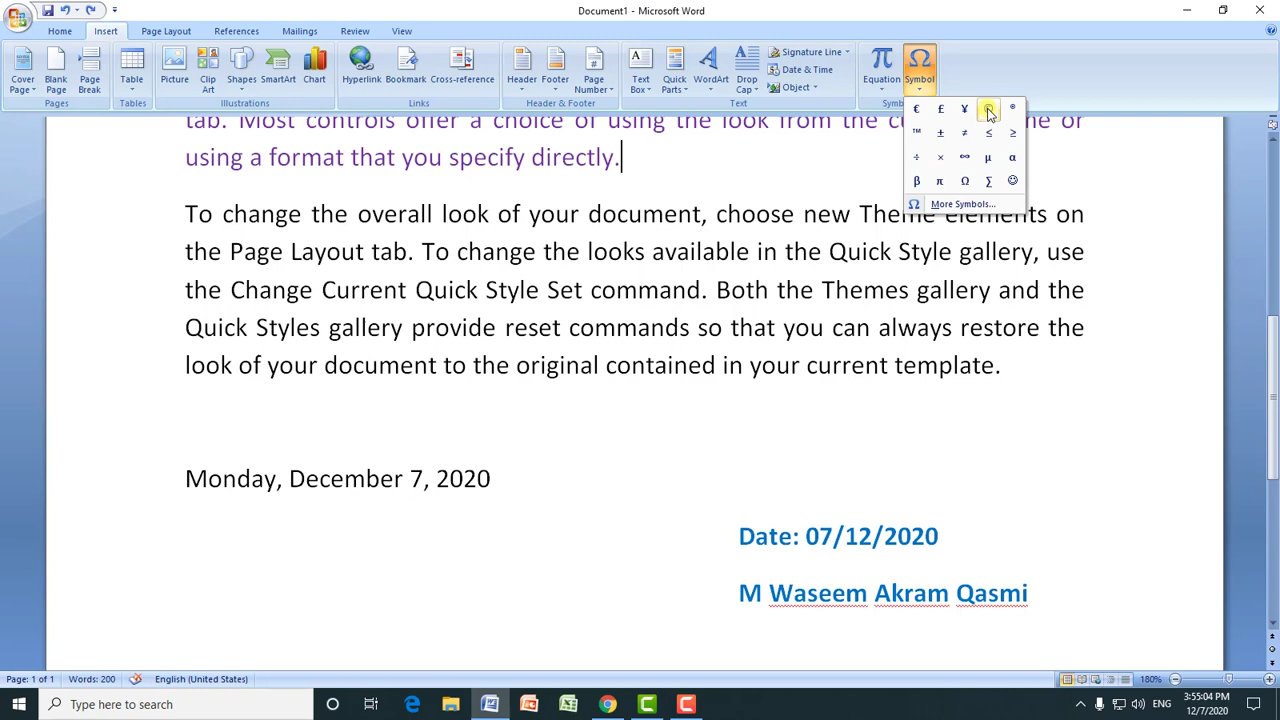 Document1 - Microsoft Word
Home Insert Page Layout References Mailings Review View
Cover Page Blank Page Page Break Table Picture Clip Art Shapes SmartArt Chart Hyperlink Bookmark Cross-reference Header Footer Page Number Text Box Quick Parts WordArt Drop Cap Signature Line Date & Time Object Equation Symbol
Pages Tables Illustrations Links Header & Footer Text
€ £ ¥ ©
™ ± ≠ ≤ ≥
÷ × ∞ µ α
β π Ω ∑ ☺
Ω More Symbols...
tab. Most controls offer a choice of using the look from the or
using a format that you specify directly.
To change the overall look of your document, choose new Theme elements on
the Page Layout tab. To change the looks available in the Quick Style gallery, use
the Change Current Quick Style Set command. Both the Themes gallery and the
Quick Styles gallery provide reset commands so that you can always restore the
look of your document to the original contained in your current template.
Monday, December 7, 2020
Date: 07/12/2020
M Waseem Akram Qasmi
Page: 1 of 1 Words: 200 English (United States) 180%
Type here to search ENG 3:55:04 PM
12/7/2020